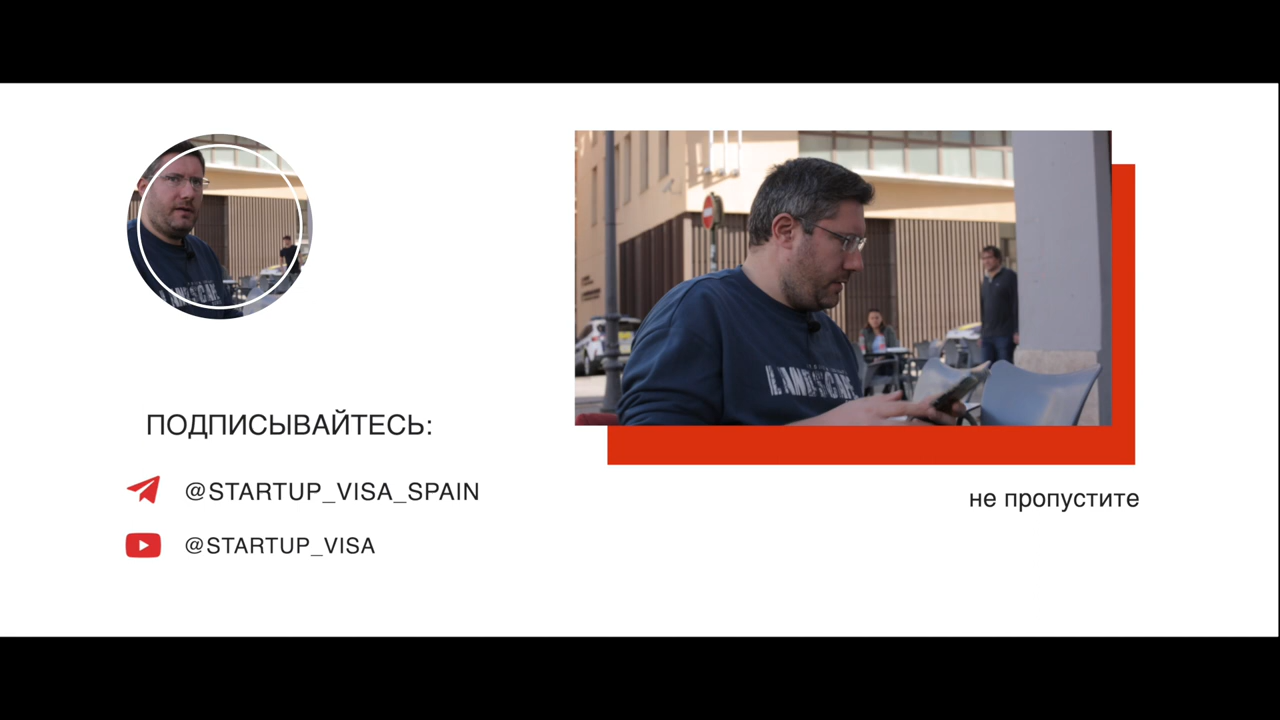 ПОДПИСЫВАЙТЕСЬ:
@STARTUP_VISA_SPAIN
@STARTUP_VISA
не пропустите